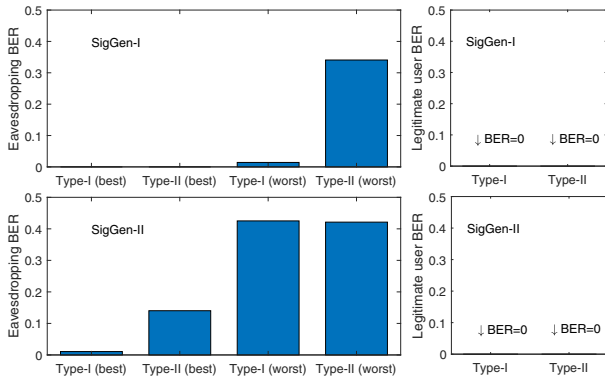 Eavesdropping BER
0.5
0.4
0.3
0.2
0.1
0
SigGen-I
Type-I (best) Type-II (best) Type-I (worst) Type-II (worst)
Legitimate user BER
0.5
0.4
0.3
0.2
0.1
0
SigGen-I
↓ BER=0 ↓ BER=0
Type-I Type-II
Eavesdropping BER
0.5
0.4
0.3
0.2
0.1
0
SigGen-II
Type-I (best) Type-II (best) Type-I (worst) Type-II (worst)
Legitimate user BER
0.5
0.4
0.3
0.2
0.1
0
SigGen-II
↓ BER=0 ↓ BER=0
Type-I Type-II